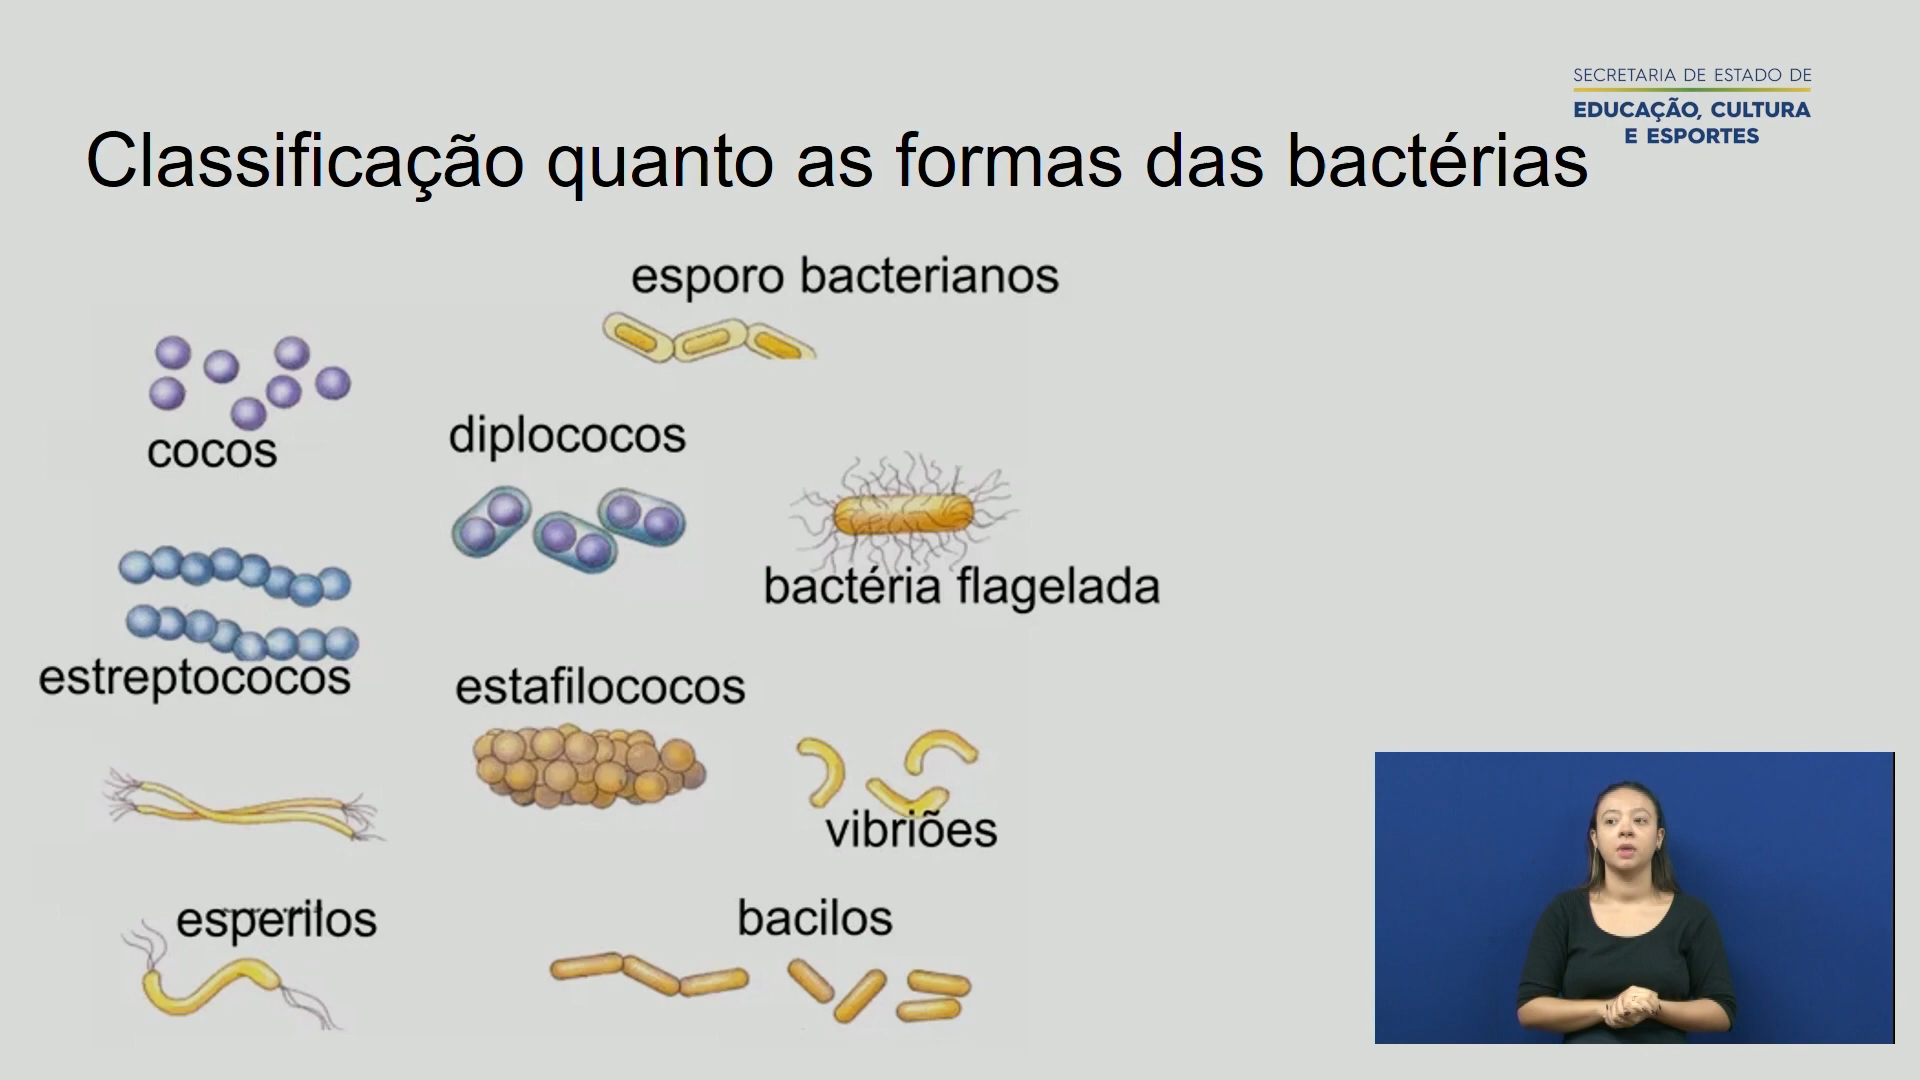 SECRETARIA DE ESTADO DE
EDUCAÇÃO, CULTURA
E ESPORTES
Classificação quanto as formas das bactérias
esporo bacterianos
cocos
diplococos
bactéria flagelada
estreptococos
estafilococos
vibriões
esperilos
bacilos